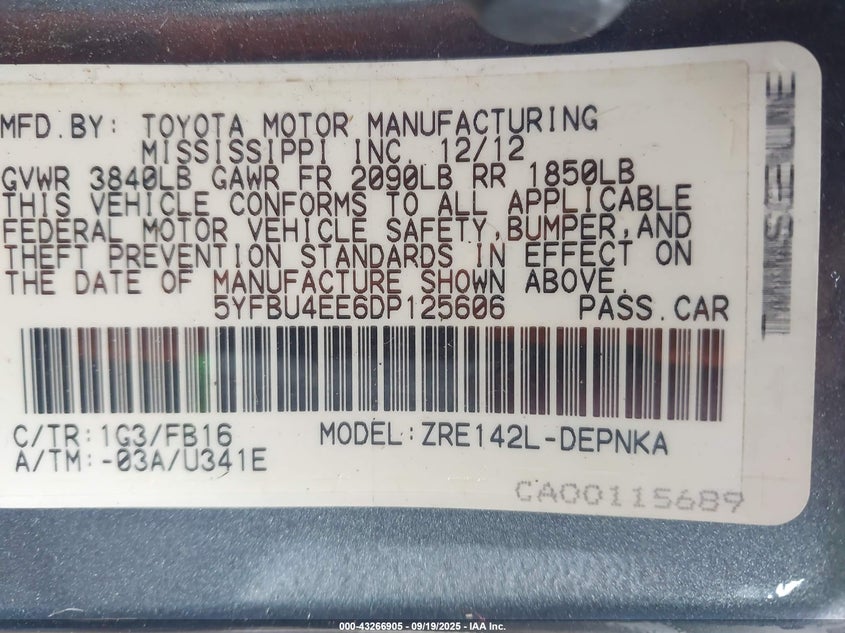 MFD.BY: TOYOTA MOTOR MANUFACTURING
MISSISSIPPI INC. 12/12
GVWR 3840LB GAWR FR 2090LB RR 1850LB
THIS VEHICLE CONFORMS TO ALL APPLICABLE
FEDERAL MOTOR VEHICLE SAFETY,BUMPER,AND
THEFT PREVENTION STANDARDS IN EFFECT ON
THE DATE OF MANUFACTURE SHOWN ABOVE.
5YFBU4EE6DP125606 PASS.CAR
C/TR:1G3/FB16 MODEL:ZRE142L-DEPNKA
A/TM:-03A/U341E
CA00115689
000-43266905 - 09/19/2025 - IAA Inc.